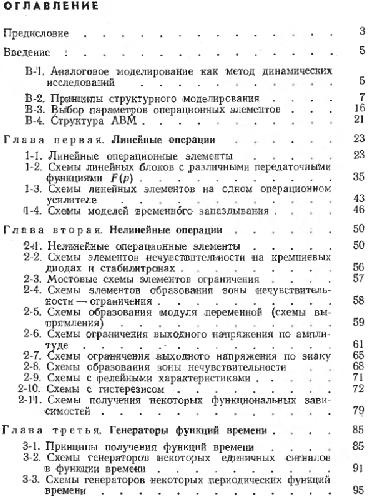 ОГЛАВЛЕНИЕ
Предисловие . . . . . . . . . . . . 3
Введение : . . . . . . . . . . . . 5
В-1. Аналоговое моделирование как метод динамических
исследований . . . . . . . . . . 5
В-2. Принципы структурного моделирования . . . . 7
В-3. Выбор параметров операционных элементов . . . 16
В-4. Структура АВМ . . . . . . . . . . 21
Глава первая. Линейные операции . . . . . . 23
1-1. Линейные операционные элементы . . . . . 23
1-2. Схемы линейных блоков с различными передаточными
функциями F(p) . . . . . . . . . . 35
1-3. Схемы линейных элементов на одном операционном
усилителе . . . . . . . . . . . 43
1-4. Схемы моделей временного запаздывания . . . . 46
Глава вторая. Нелинейные операции . . . . . 50
2-1. Нелинейные операционные элементы . . . . . 50
2-2. Схемы элементов нечувствительности на кремниевых
диодах и стабилитронах . . . . . . . . 56
2-3. Мостовые схемы элементов ограничения . . . . 57
2-4. Схемы элементов образования зоны нечувствитель-
ности — ограничения . . . . . . . . . 58
2-5. Схемы образования модуля переменной (схемы вы-
прямления) . . . . . . . . . . . 59
2-6. Схемы ограничения выходного напряжения по ампли-
туде . . . . . . . . . . . . . 61
2-7. Схемы ограничения выходного напряжения по знаку 65
2-8. Схемы образования зоны нечувствительности . . . 68
2-9. Схемы с релейными характеристиками . . . . . 71
2-10. Схемы с гистерезисом . . . . . . . . 72
2-11. Схемы получения некоторых функциональных зави-
симостей . . . . . . . . . . . 79
Глава третья. Генераторы функций времени . . . 85
3-1. Принципы получения функций времени . . . . 85
3-2. Схемы генераторов некоторых единичных сигналов
в функции времени . . . . . . . . . 91
3-3. Схемы генераторов некоторых периодических функций
времени . . . . . . . . . . . . 95